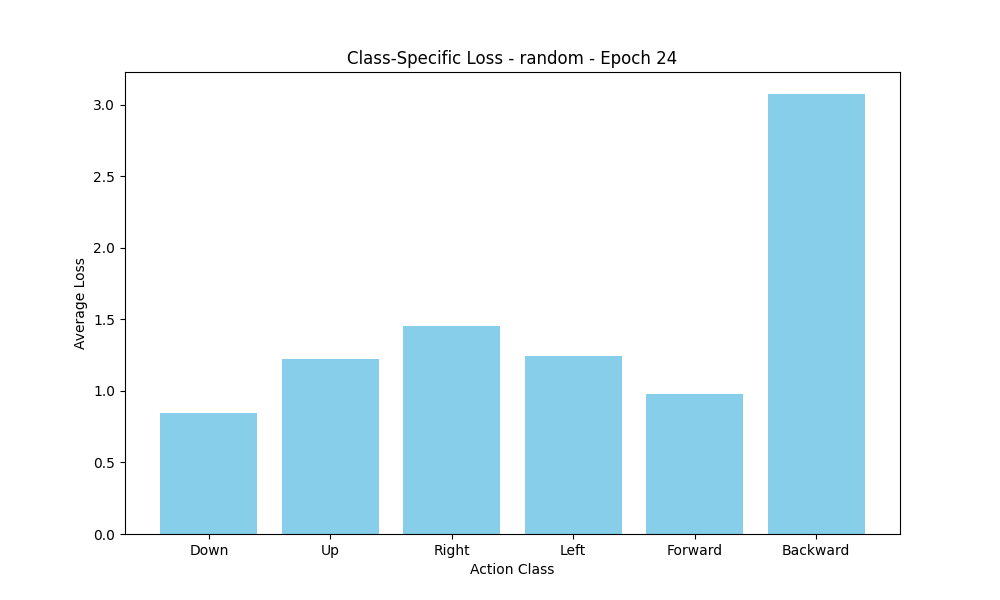 Class-Specific Loss - random - Epoch 24
3.0
2.5
2.0
1.5
1.0
0.5
0.0
Average Loss
Down Up Right Left Forward Backward
Action Class